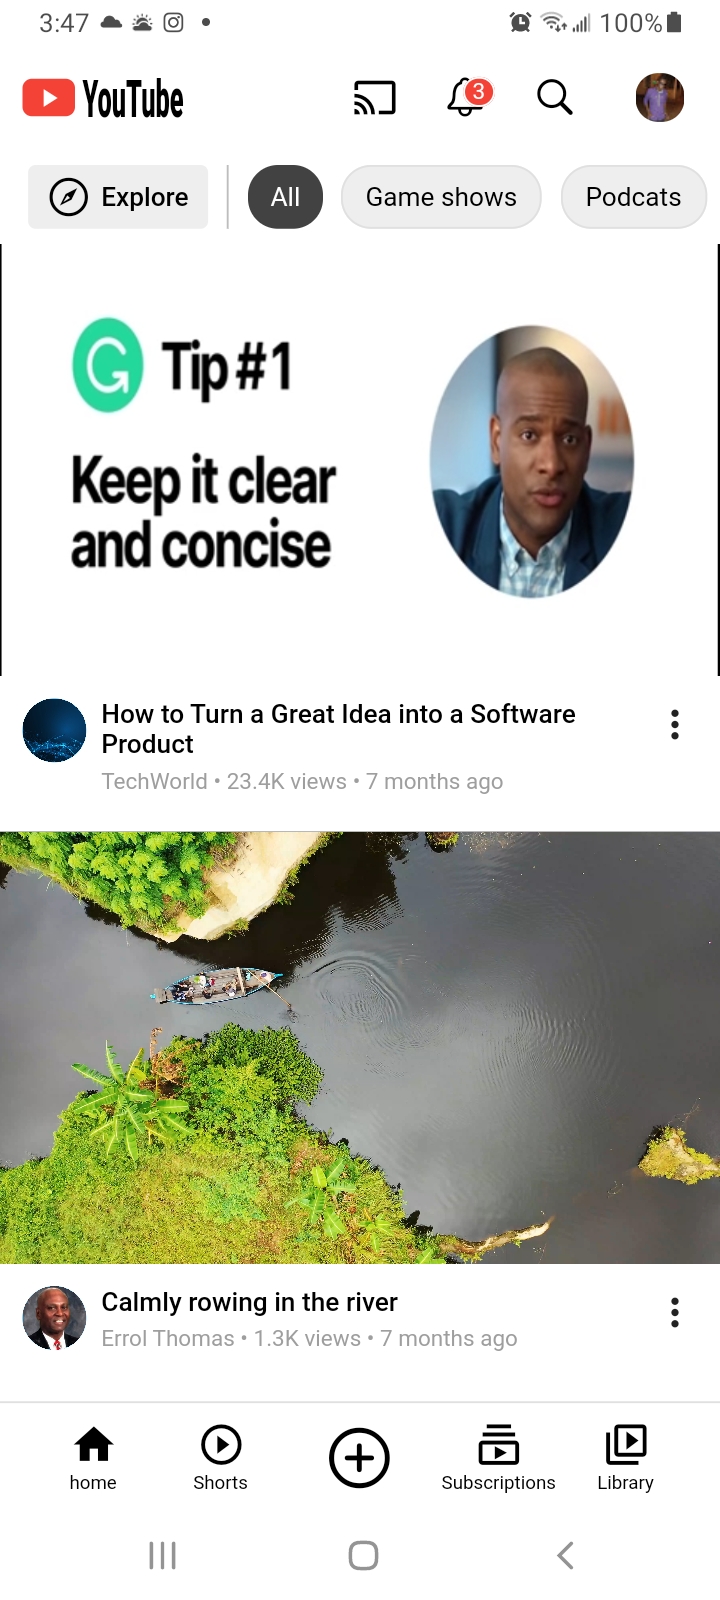 3:47
100%
YouTube
3
Explore
All
Game shows
Podcats
G Tip #1
Keep it clear
and concise
How to Turn a Great Idea into a Software
Product
TechWorld • 23.4K views • 7 months ago
Calmly rowing in the river
Errol Thomas • 1.3K views • 7 months ago
home
Shorts
Subscriptions
Library